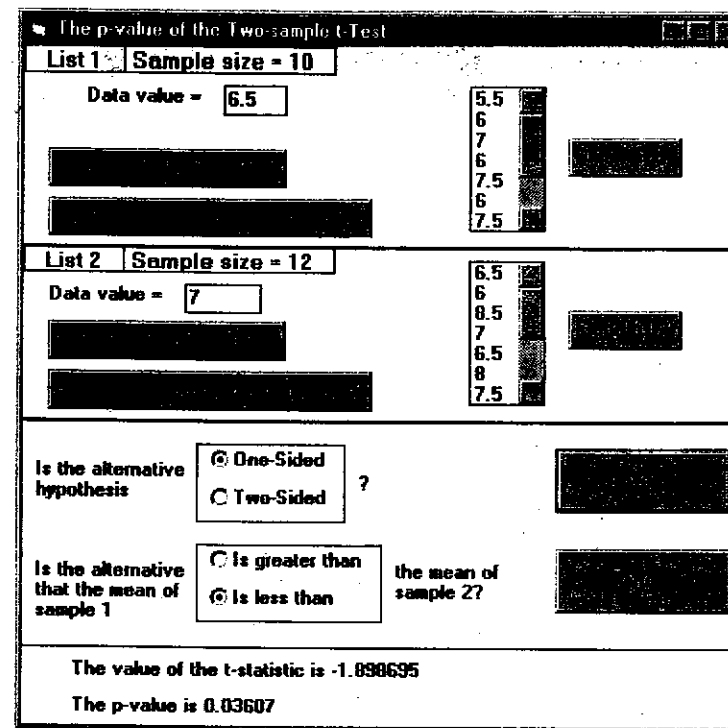 The p-value of the Two-sample t-Test
List 1 Sample size = 10
Data value = 6.5
5.5
6
7
6
7.5
6
7.5
List 2 Sample size = 12
Data value = 7
6.5
6
8.5
7
6.5
8
7.5
Is the alternative hypothesis
One-Sided
Two-Sided
?
Is the alternative that the mean of sample 1
Is greater than
Is less than
the mean of sample 2?
The value of the t-statistic is -1.898695
The p-value is 0.03607